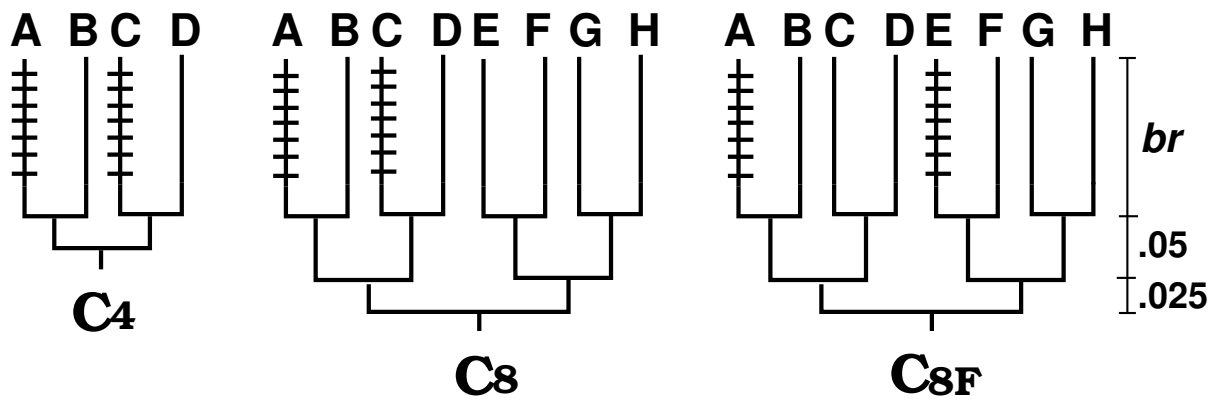 A B C D A B C D E F G H A B C D E F G H
br
.05
.025
C4
C8 C8F